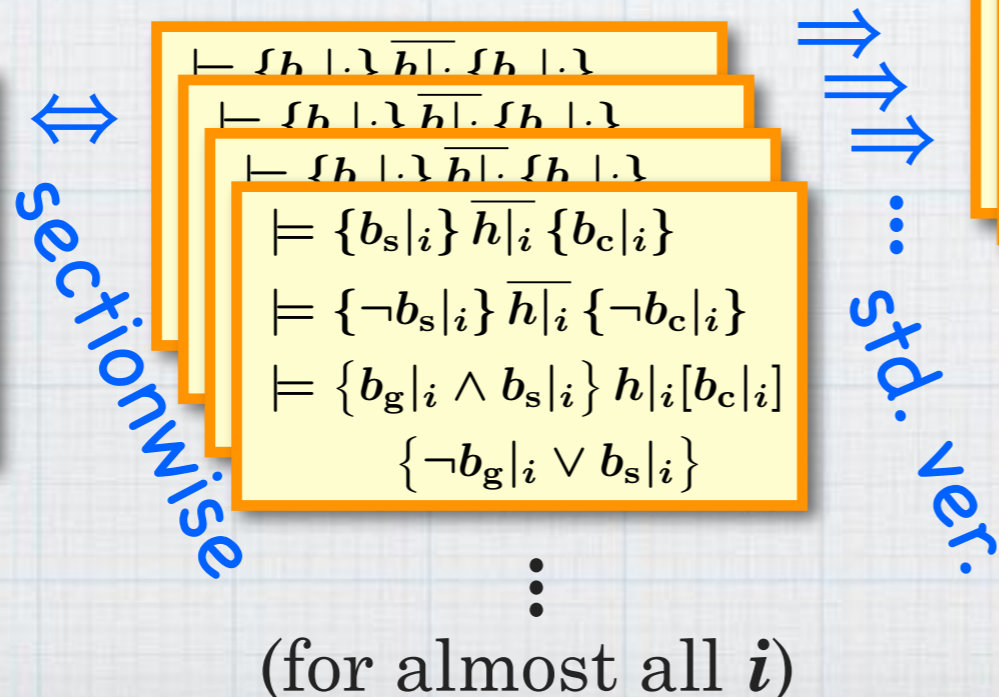 ⊨ {b_s|_i} \overline{h|_i} {b_c|_i}
⊨ {¬b_s|_i} \overline{h|_i} {¬b_c|_i}
⊨ {b_g|_i ∧ b_s|_i} h|_i[b_c|_i]
{¬b_g|_i ∨ b_s|_i}
⇔
sectionwise
⇒
⇒
⇒
...
std. ver.
⋮
(for almost all i)